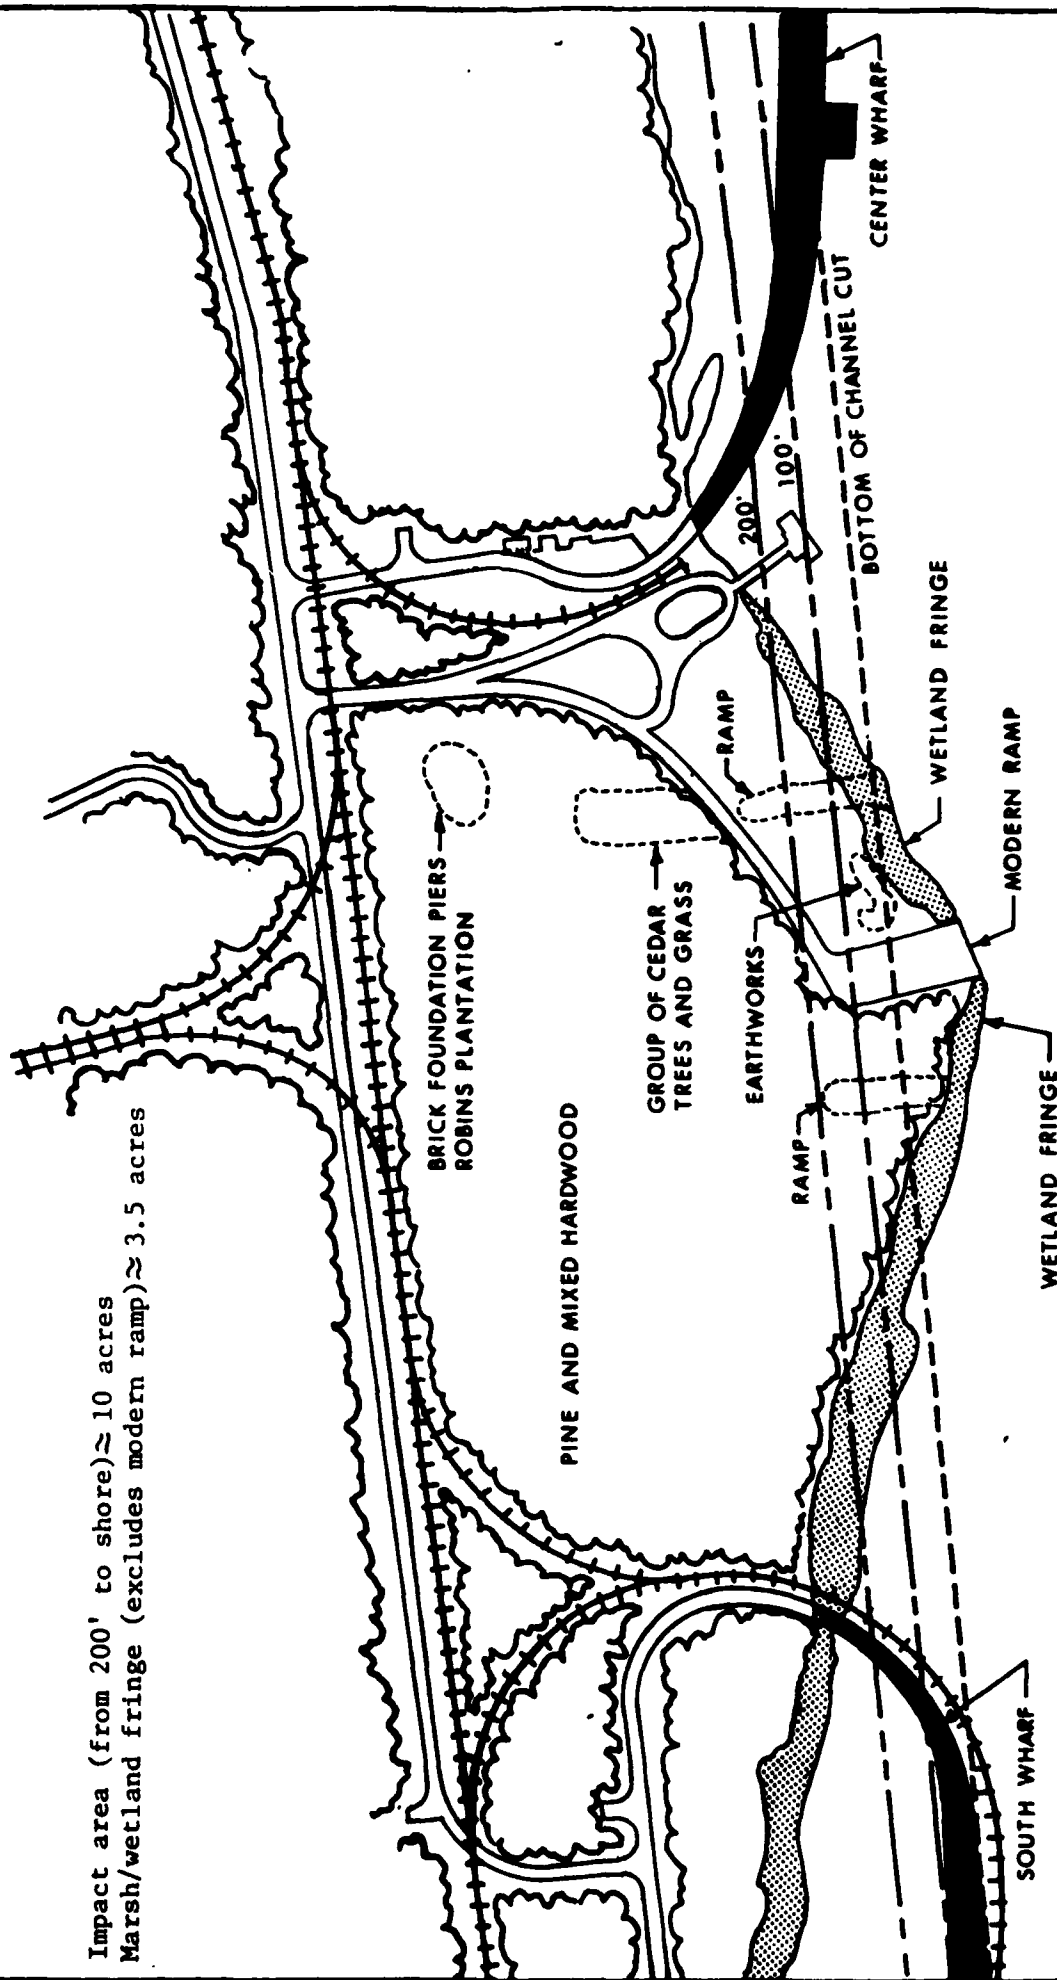 Impact area (from 200' to shore)≈ 10 acres
Marsh/wetland fringe (excludes modern ramp)≈ 3.5 acres
BRICK FOUNDATION PIERS
ROBINS PLANTATION
PINE AND MIXED HARDWOOD
GROUP OF CEDAR
TREES AND GRASS
RAMP
EARTHWORKS
RAMP
200'
100'
BOTTOM OF CHANNEL CUT
CENTER WHARF
WETLAND FRINGE
MODERN RAMP
WETLAND FRINGE
SOUTH WHARF